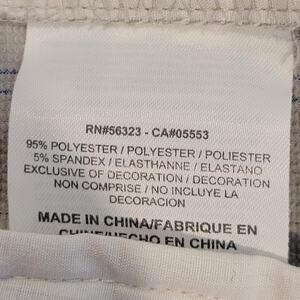 RN#56323 - CA#05553
95% POLYESTER / POLYESTER / POLIESTER
5% SPANDEX / ELASTHANNE / ELASTANO
EXCLUSIVE OF DECORATION / DECORATION
NON COMPRISE / NO INCLUYE LA
DECORACION
MADE IN CHINA/FABRIQUE EN
CHINE/HECHO EN CHINA